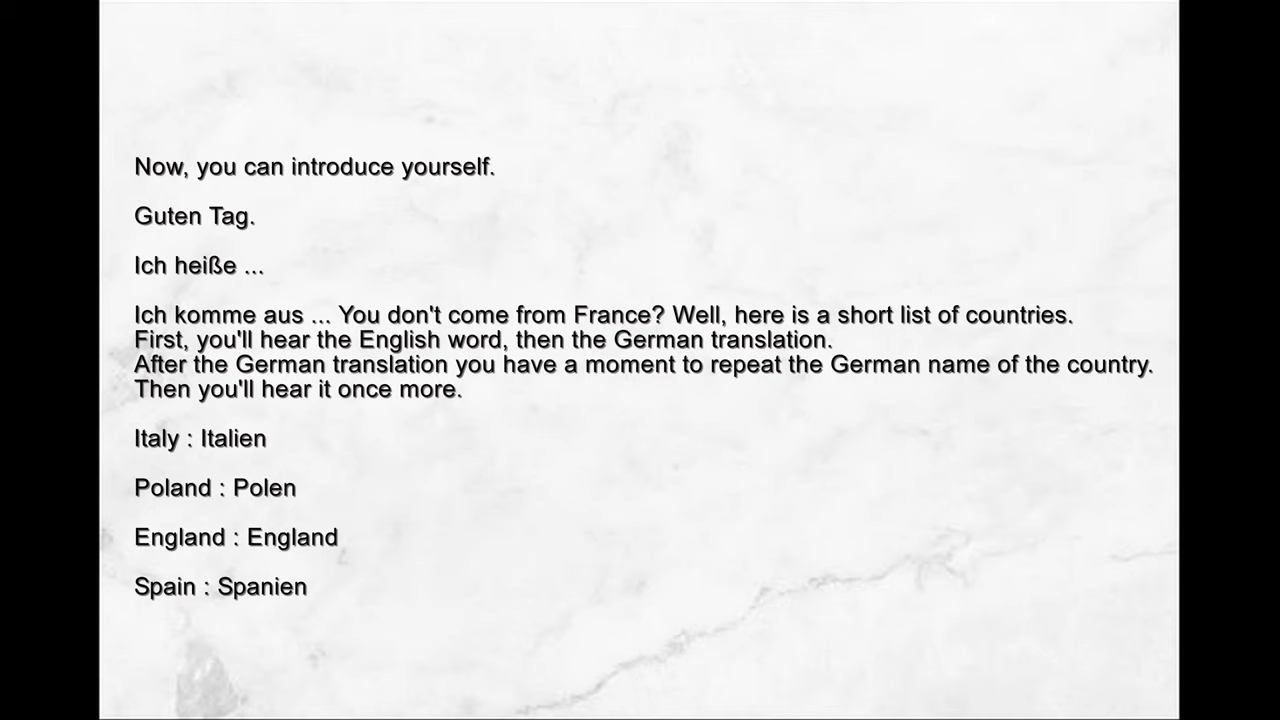 Now, you can introduce yourself.
Guten Tag.
Ich heiße ...
Ich komme aus ... You don't come from France? Well, here is a short list of countries.
First, you'll hear the English word, then the German translation.
After the German translation you have a moment to repeat the German name of the country.
Then you'll hear it once more.
Italy : Italien
Poland : Polen
England : England
Spain : Spanien